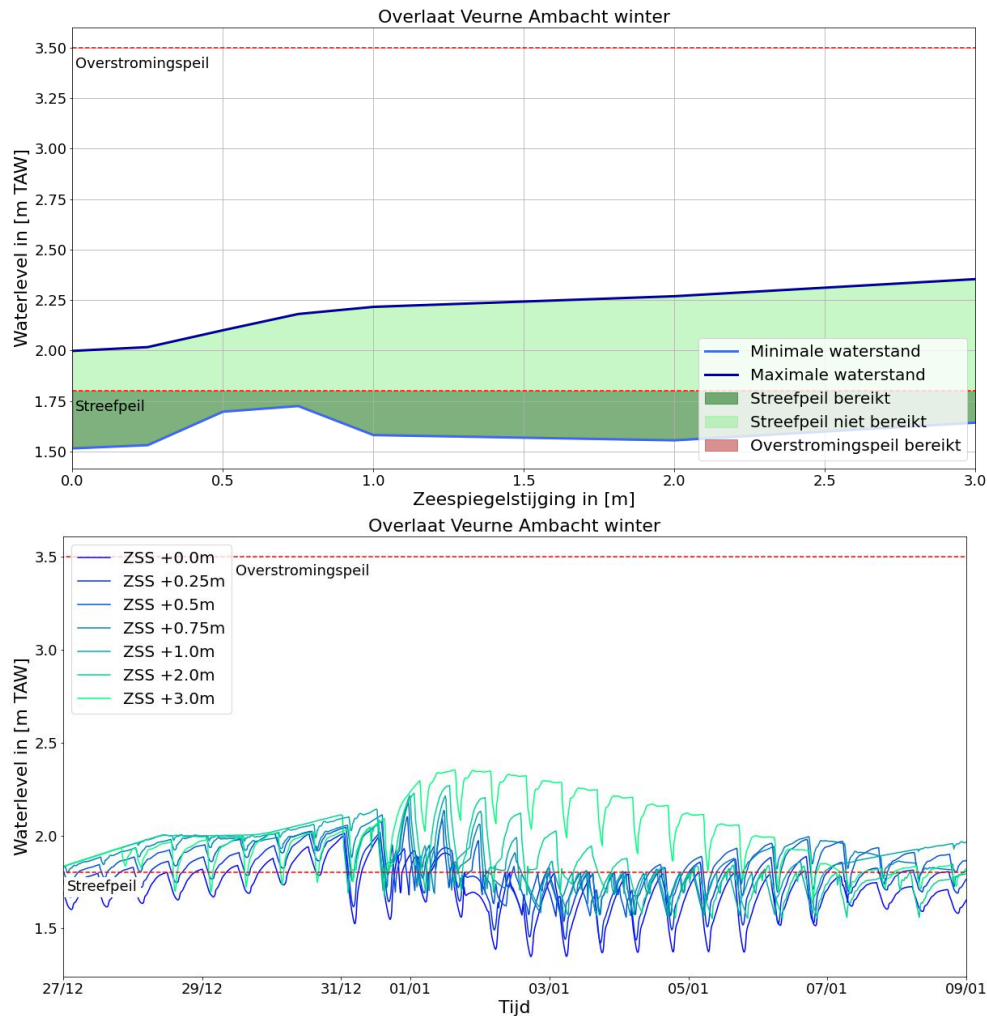 Overlaat Veurne Ambacht winter
3.50
Overstromingspeil
3.25
3.00
2.75
2.50
2.25
2.00
1.75
1.50
Waterlevel in [m TAW]
Streefpeil
Minimale waterstand
Maximale waterstand
Streefpeil bereikt
Streefpeil niet bereikt
Overstromingspeil bereikt
0.0 0.5 1.0 1.5 2.0 2.5 3.0
Zeespiegelstijging in [m]
Overlaat Veurne Ambacht winter
3.5
3.0
2.5
2.0
1.5
Waterlevel in [m TAW]
ZSS +0.0m
ZSS +0.25m
ZSS +0.5m
ZSS +0.75m
ZSS +1.0m
ZSS +2.0m
ZSS +3.0m
Overstromingspeil
Streefpeil
27/12 29/12 31/12 01/01 03/01 05/01 07/01 09/01
Tijd